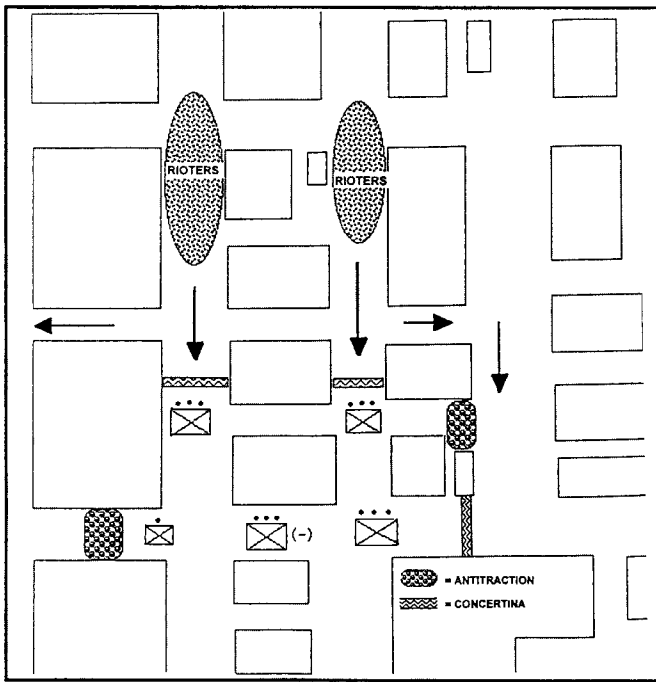 RIOTERS
RIOTERS
(-)
= ANTITRACTION
= CONCERTINA